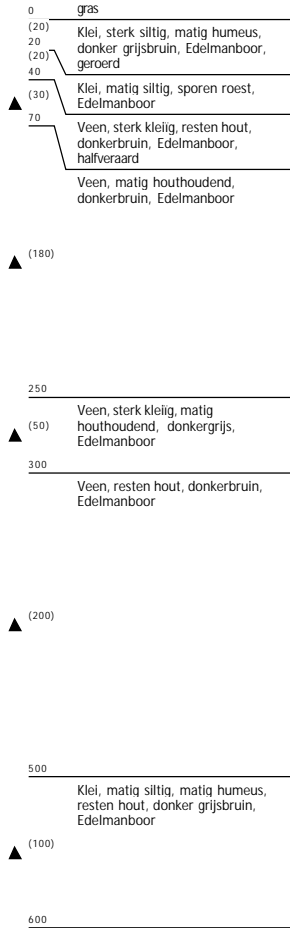 0
gras
(20)
Klei, sterk siltig, matig humeus,
donker grijsbruin, Edelmanboor,
geroerd
20
(20)
40
Klei, matig siltig, sporen roest,
Edelmanboor
(30)
70
Veen, sterk kleiïg, resten hout,
donkerbruin, Edelmanboor,
halfveraard
Veen, matig houthoudend,
donkerbruin, Edelmanboor
(180)
250
Veen, sterk kleiïg, matig
houthoudend, donkergrijs,
Edelmanboor
(50)
300
Veen, resten hout, donkerbruin,
Edelmanboor
(200)
500
Klei, matig siltig, matig humeus,
resten hout, donker grijsbruin,
Edelmanboor
(100)
600